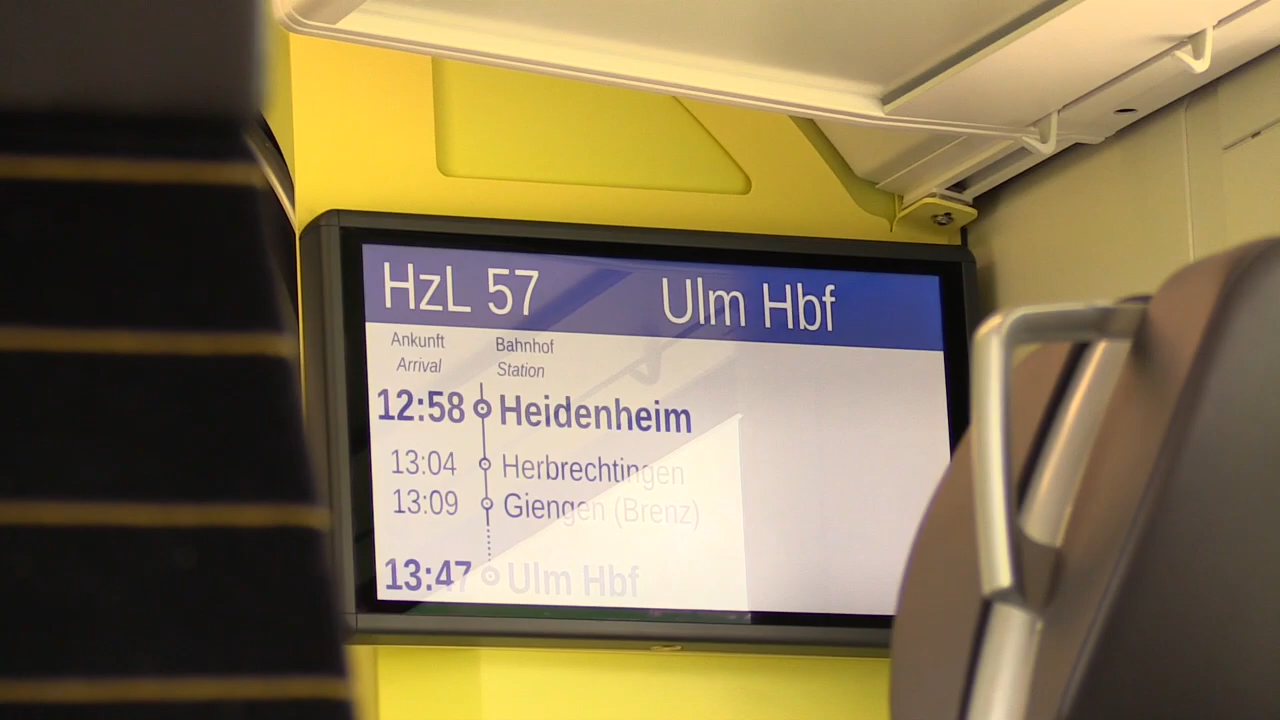 HzL 57 Ulm Hbf
Ankunft Bahnhof
Arrival Station
12:58 Heidenheim
13:04 Herbrechtingen
13:09 Giengen (Brenz)
13:47 Ulm Hbf